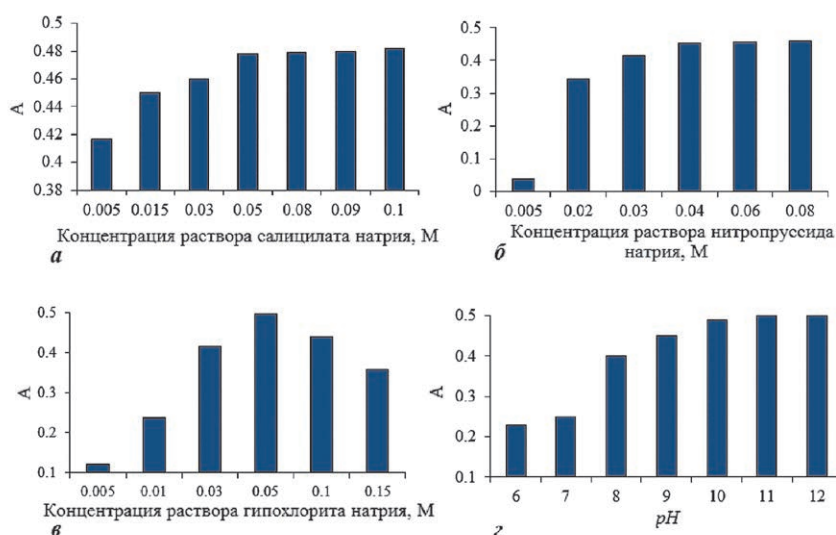 0.5
0.48
0.46
0.44
0.42
0.4
0.38
A
0.005 0.015 0.03 0.05 0.08 0.09 0.1
Концентрация раствора салицилата натрия, М
а
0.5
0.4
0.3
0.2
0.1
0
A
0.005 0.02 0.03 0.04 0.06 0.08
Концентрация раствора нитропруссида
натрия, М
б
0.5
0.4
0.3
0.2
0.1
A
0.005 0.01 0.03 0.05 0.1 0.15
Концентрация раствора гипохлорита натрия, М
в
0.5
0.4
0.3
0.2
0.1
A
6 7 8 9 10 11 12
pH
г